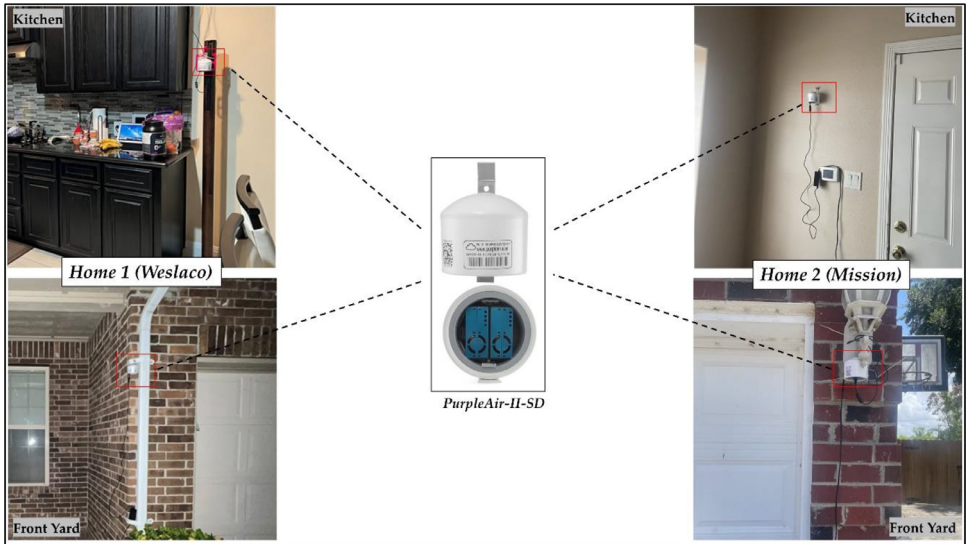 Kitchen
Kitchen
Home 1 (Weslaco)
Home 2 (Mission)
PurpleAir-II-SD
Front Yard
Front Yard